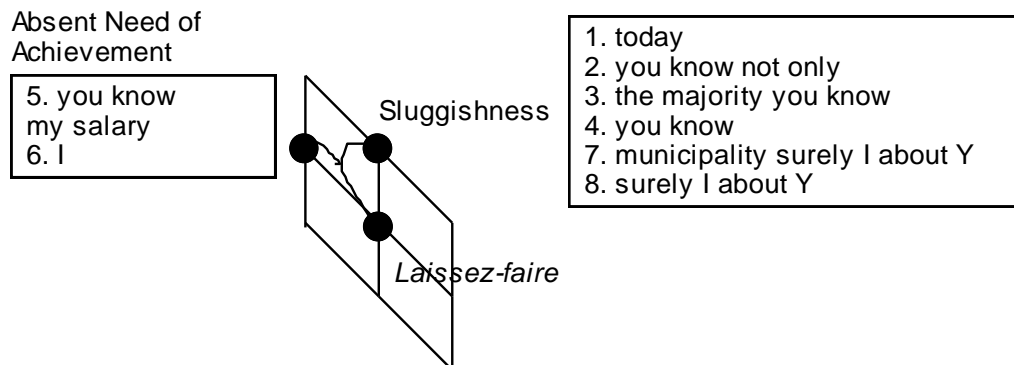 Absent Need of
Achievement
5. you know
my salary
6. I
Sluggishness
Laissez-faire
1. today
2. you know not only
3. the majority you know
4. you know
7. municipality surely I about Y
8. surely I about Y